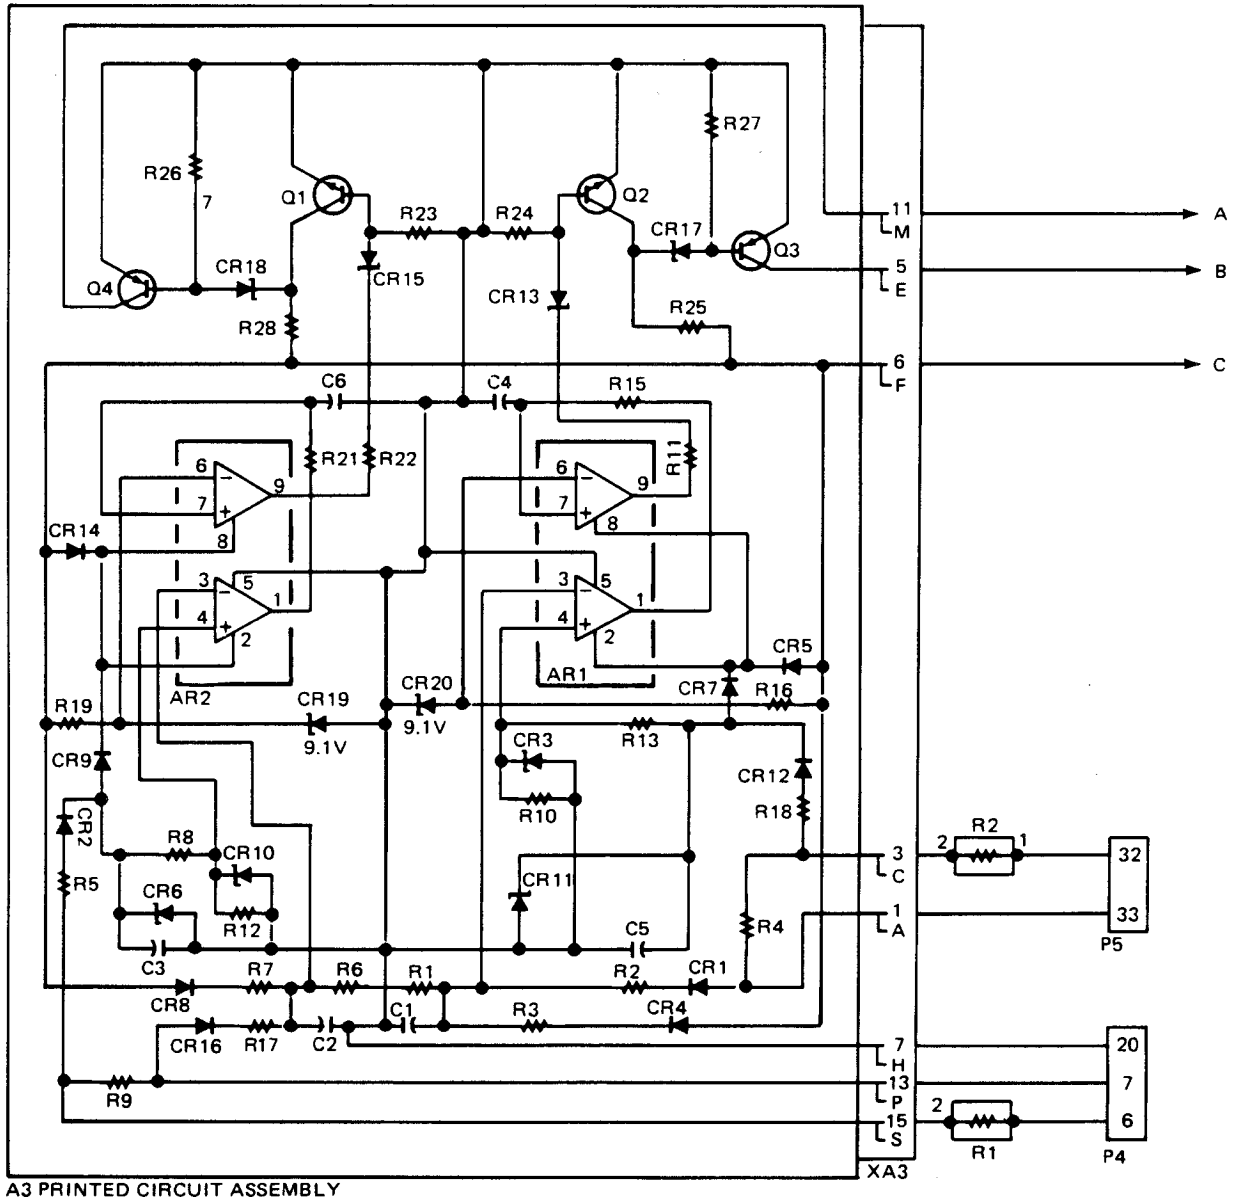 R27
R26
7
Q1
Q2
R23
R24
11
A
M
CR17
Q3
CR18
CR15
5
B
Q4
CR13
E
R28
R25
6
C
F
C6
C4
R15
R21
R22
R11
6
9
6
9
7
7
CR14
8
8
3
5
3
5
4
1
4
1
2
2
CR5
AR2
AR1
CR20
CR7
R16
R19
CR19
9.1V
9.1V
R13
CR9
CR3
CR12
R10
R18
CR2
R8
R2
CR10
2
1
3
32
R5
CR6
CR11
C
R12
R4
1
33
A
P5
C3
C5
R7
R6
R1
R2
CR1
CR8
C1
R3
CR4
CR16
R17
C2
7
20
H
13
7
R9
P
2
15
6
S
R1
P4
XA3
A3 PRINTED CIRCUIT ASSEMBLY